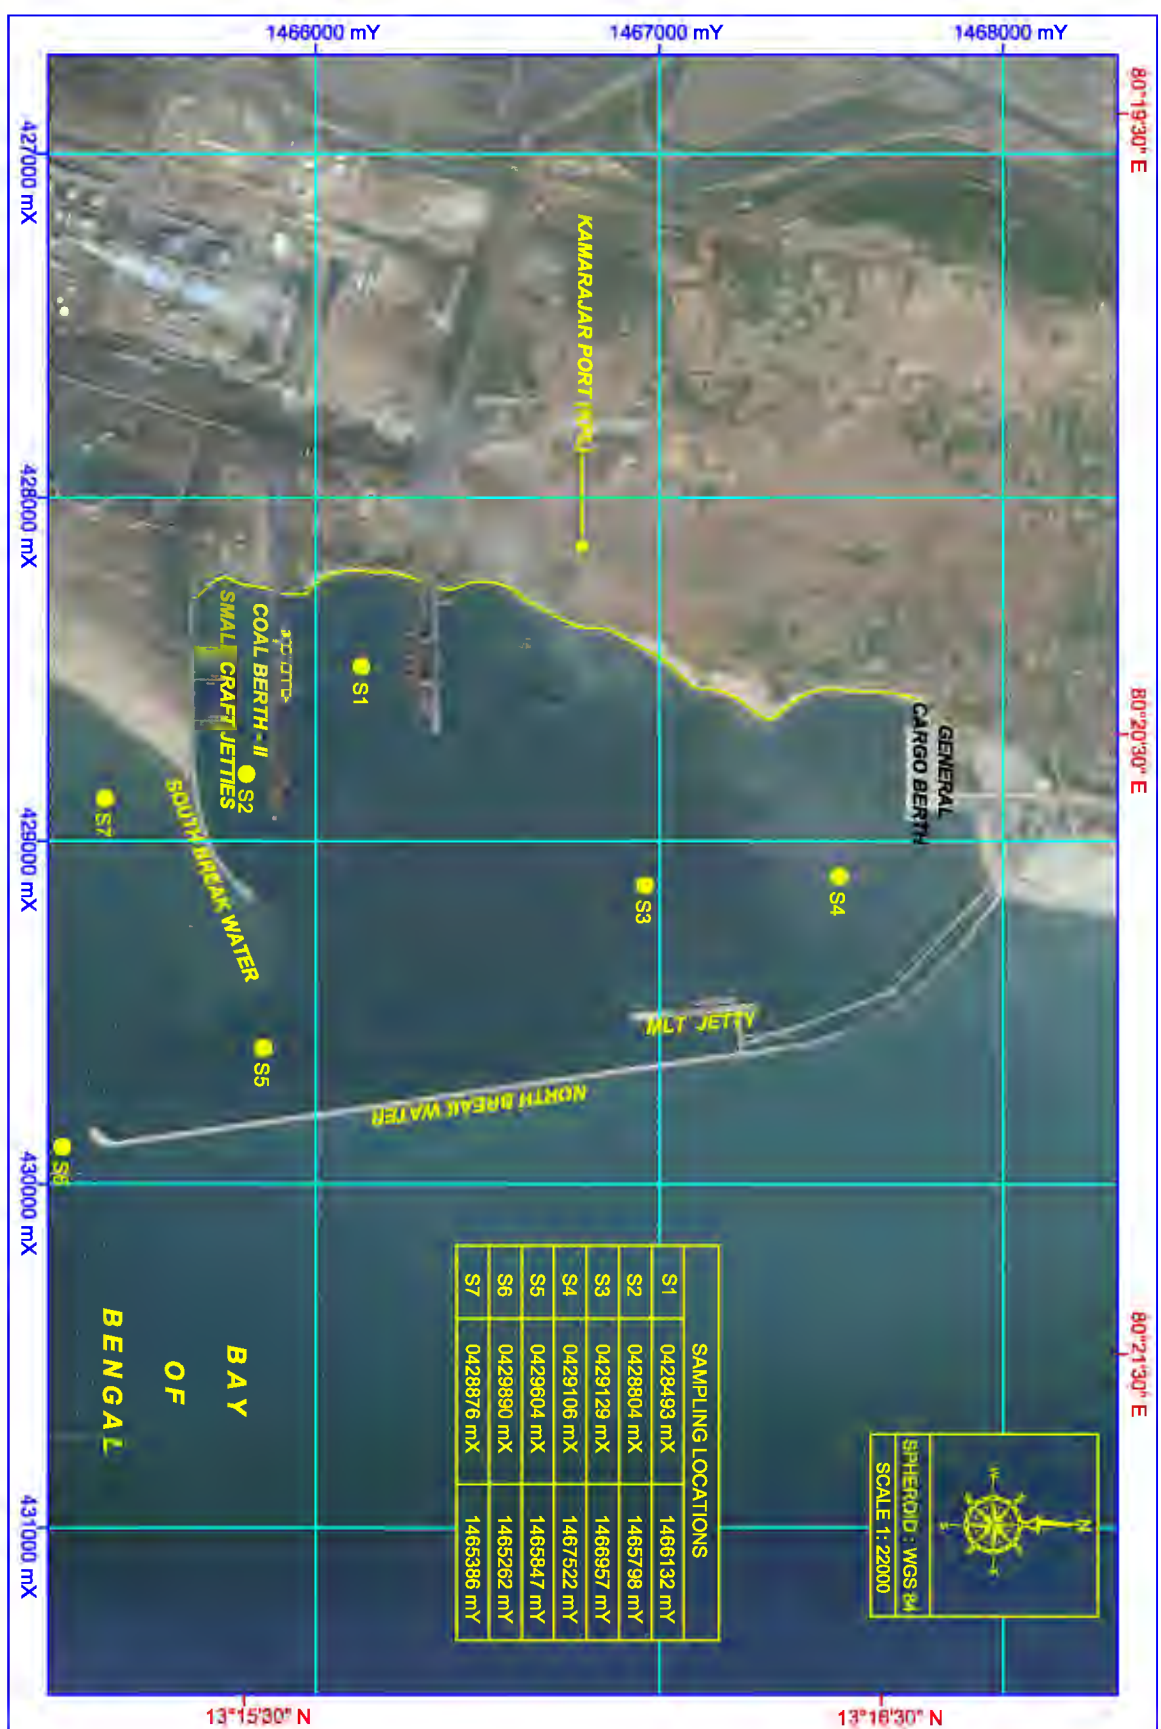 1466000 mY
1467000 mY
1468000 mY
80°19'30" E
80°20'30" E
80°21'30" E
427000 mX
428000 mX
429000 mX
430000 mX
431000 mX
13°15'30" N
13°16'30" N
KAMARAJAR PORT (KPL)
GENERAL
CARGO BERTH
COAL BERTH - II
SMALL CRAFT JETTIES
SOUTH BREAK WATER
NORTH BREAK WATER
MLT JETTY
S1
S2
S3
S4
S5
S6
S7
BAY
OF
BENGAL
SAMPLING LOCATIONS
S1 0428493 mX 1466132 mY
S2 0428804 mX 1465798 mY
S3 0429129 mX 1466957 mY
S4 0429106 mX 1467522 mY
S5 0429604 mX 1465847 mY
S6 0429890 mX 1465262 mY
S7 0428876 mX 1465386 mY
N
W
S
SPHEROID : WGS 84
SCALE 1: 22000